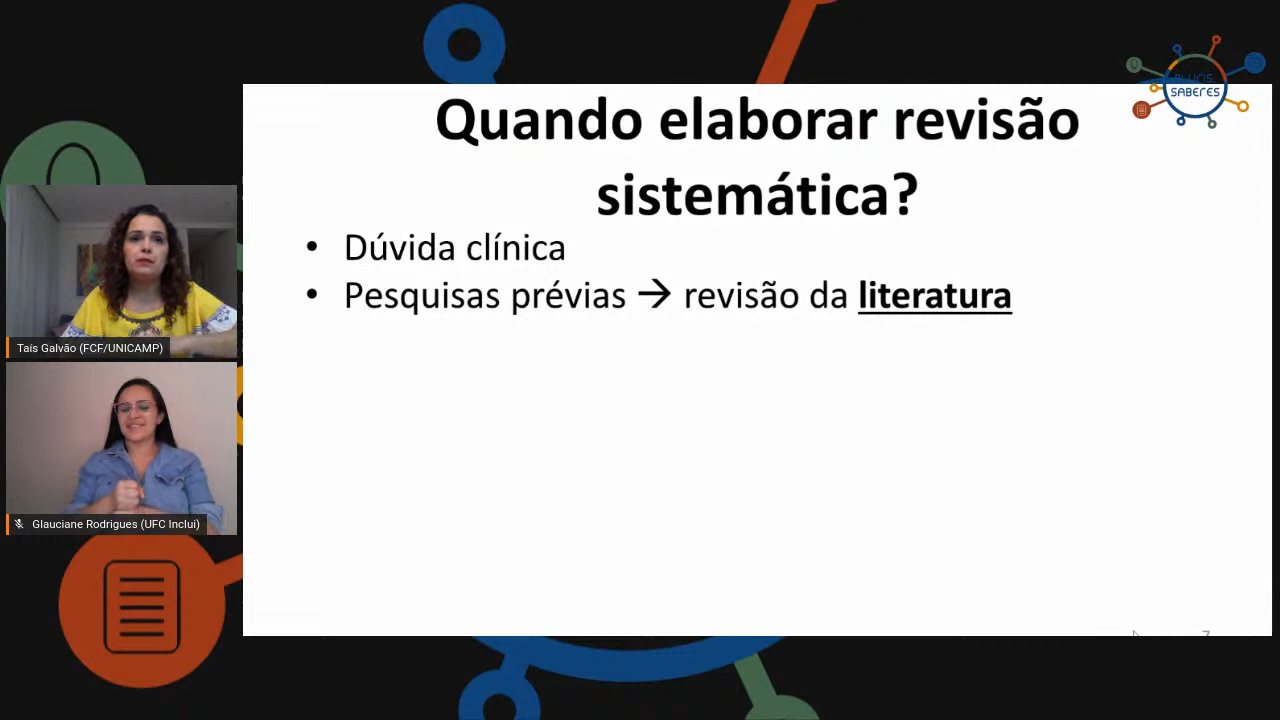 PLURIS
SABERES
Quando elaborar revisão
sistemática?
• Dúvida clínica
• Pesquisas prévias → revisão da literatura
Taís Galvão (FCF/UNICAMP)
Glauciane Rodrigues (UFC Inclui)